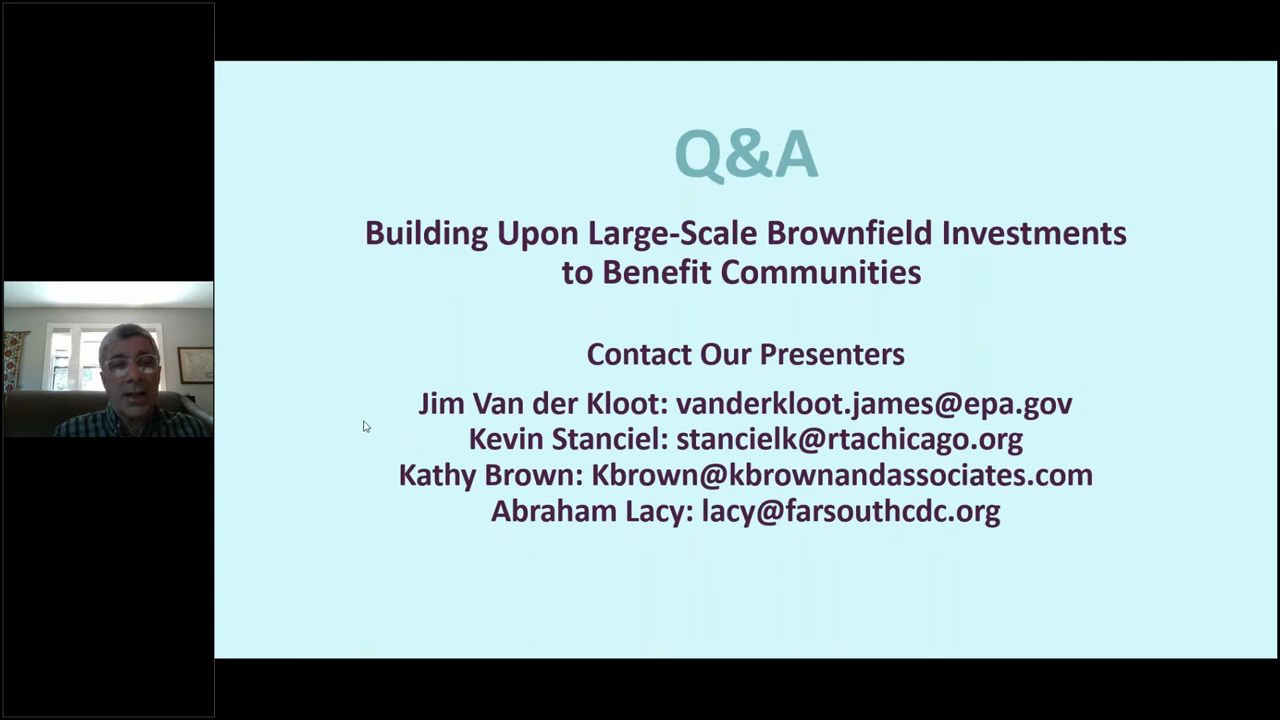 Q&A
Building Upon Large-Scale Brownfield Investments
to Benefit Communities
Contact Our Presenters
Jim Van der Kloot: vanderkloot.james@epa.gov
Kevin Stanciel: stancielk@rtachicago.org
Kathy Brown: Kbrown@kbrownandassociates.com
Abraham Lacy: lacy@farsouthcdc.org